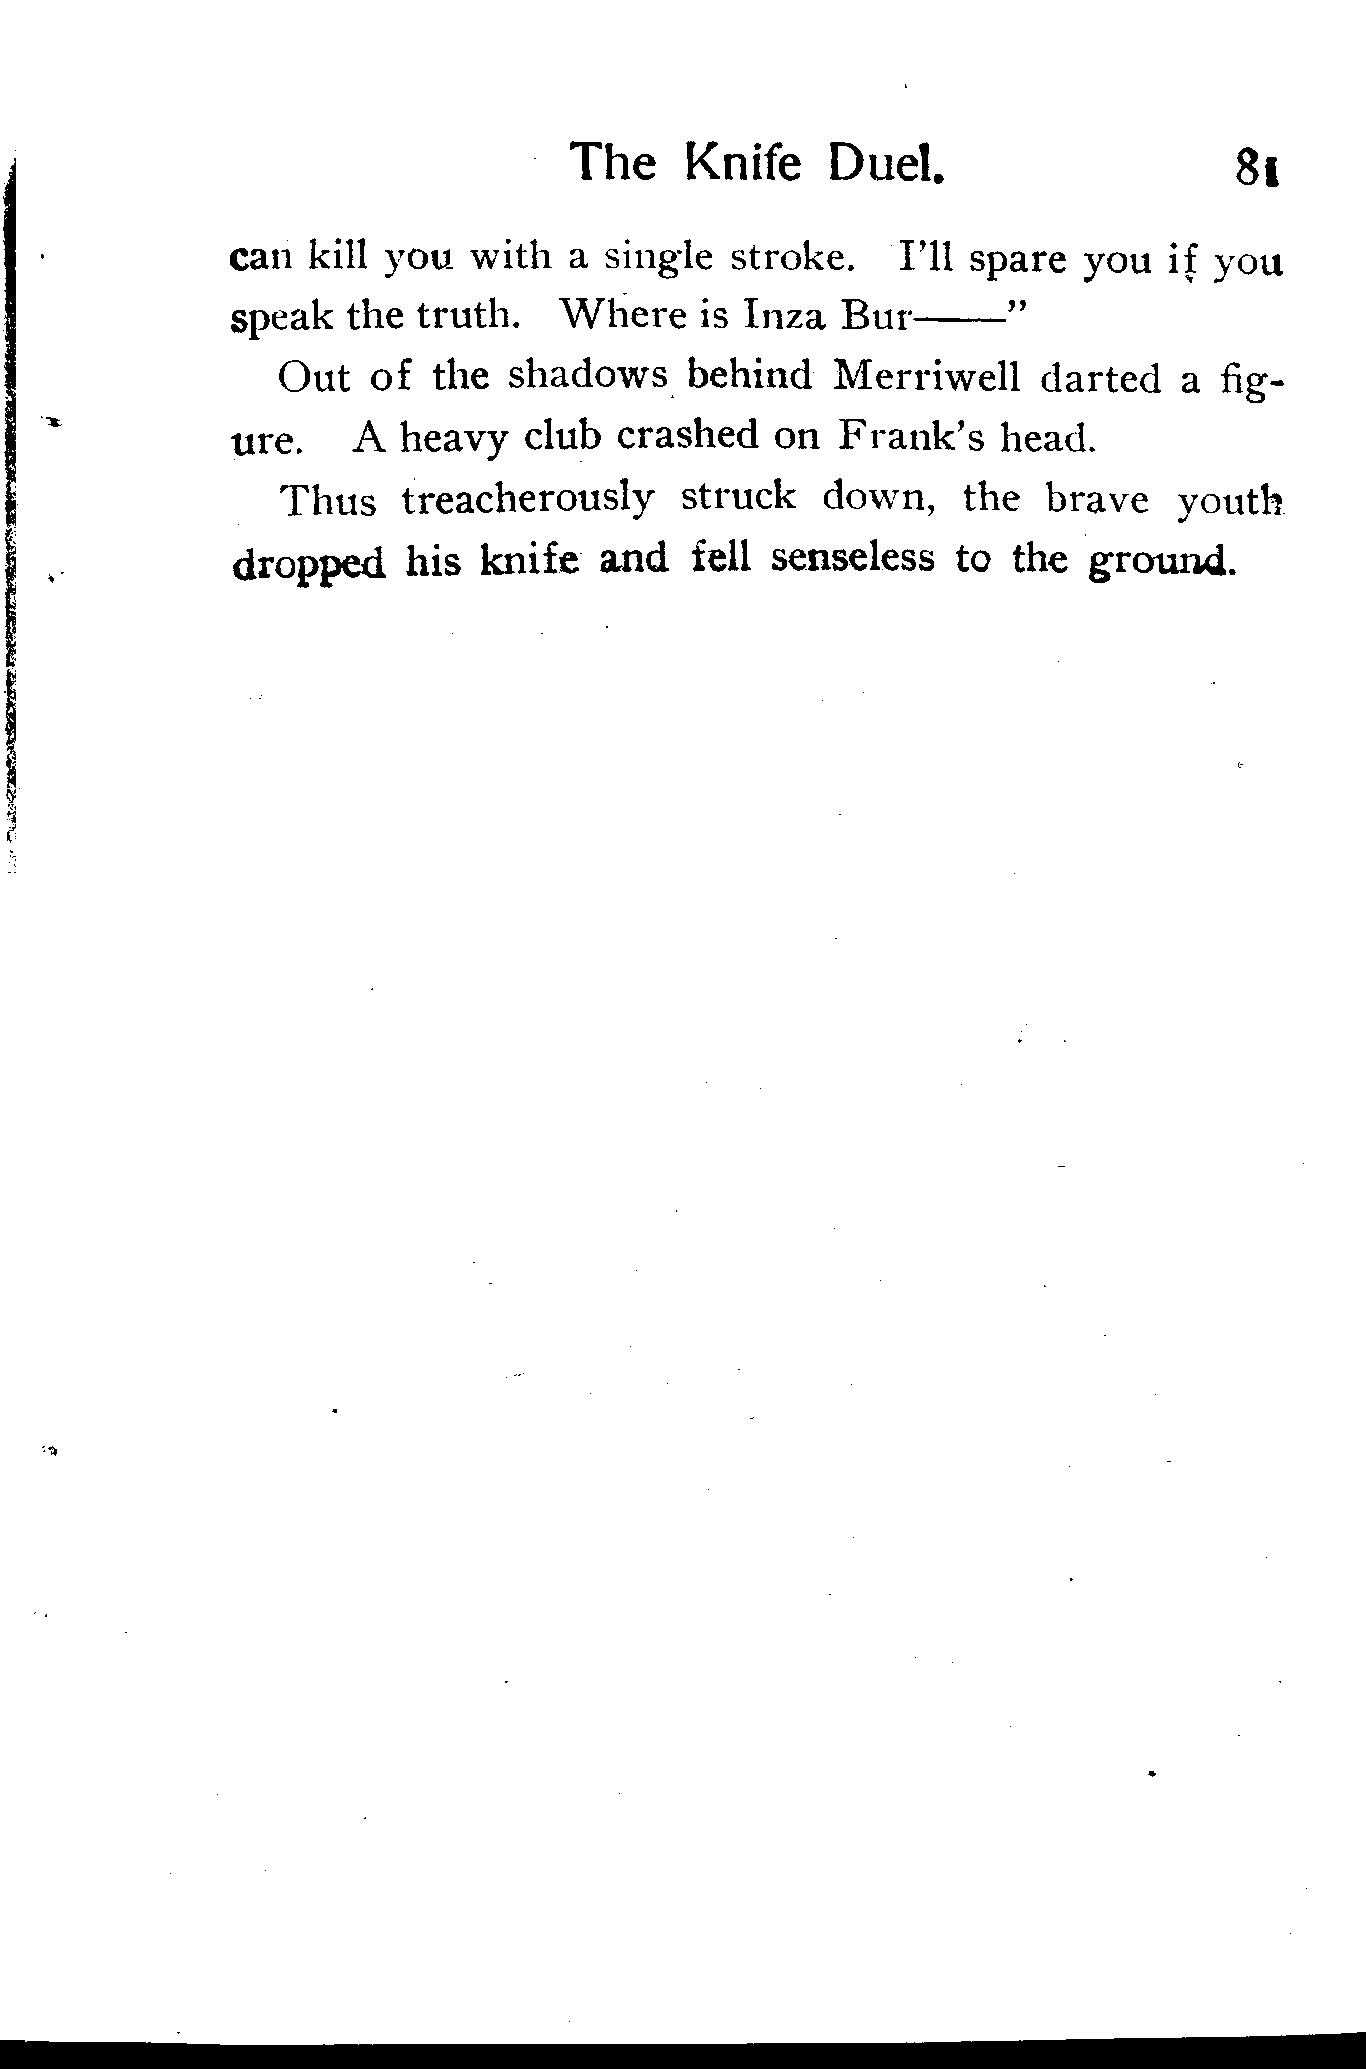 The Knife Duel. 81
can kill you with a single stroke. I'll spare you if you
speak the truth. Where is Inza Bur——"
Out of the shadows behind Merriwell darted a fig-
ure. A heavy club crashed on Frank's head.
Thus treacherously struck down, the brave youth
dropped his knife and fell senseless to the ground.